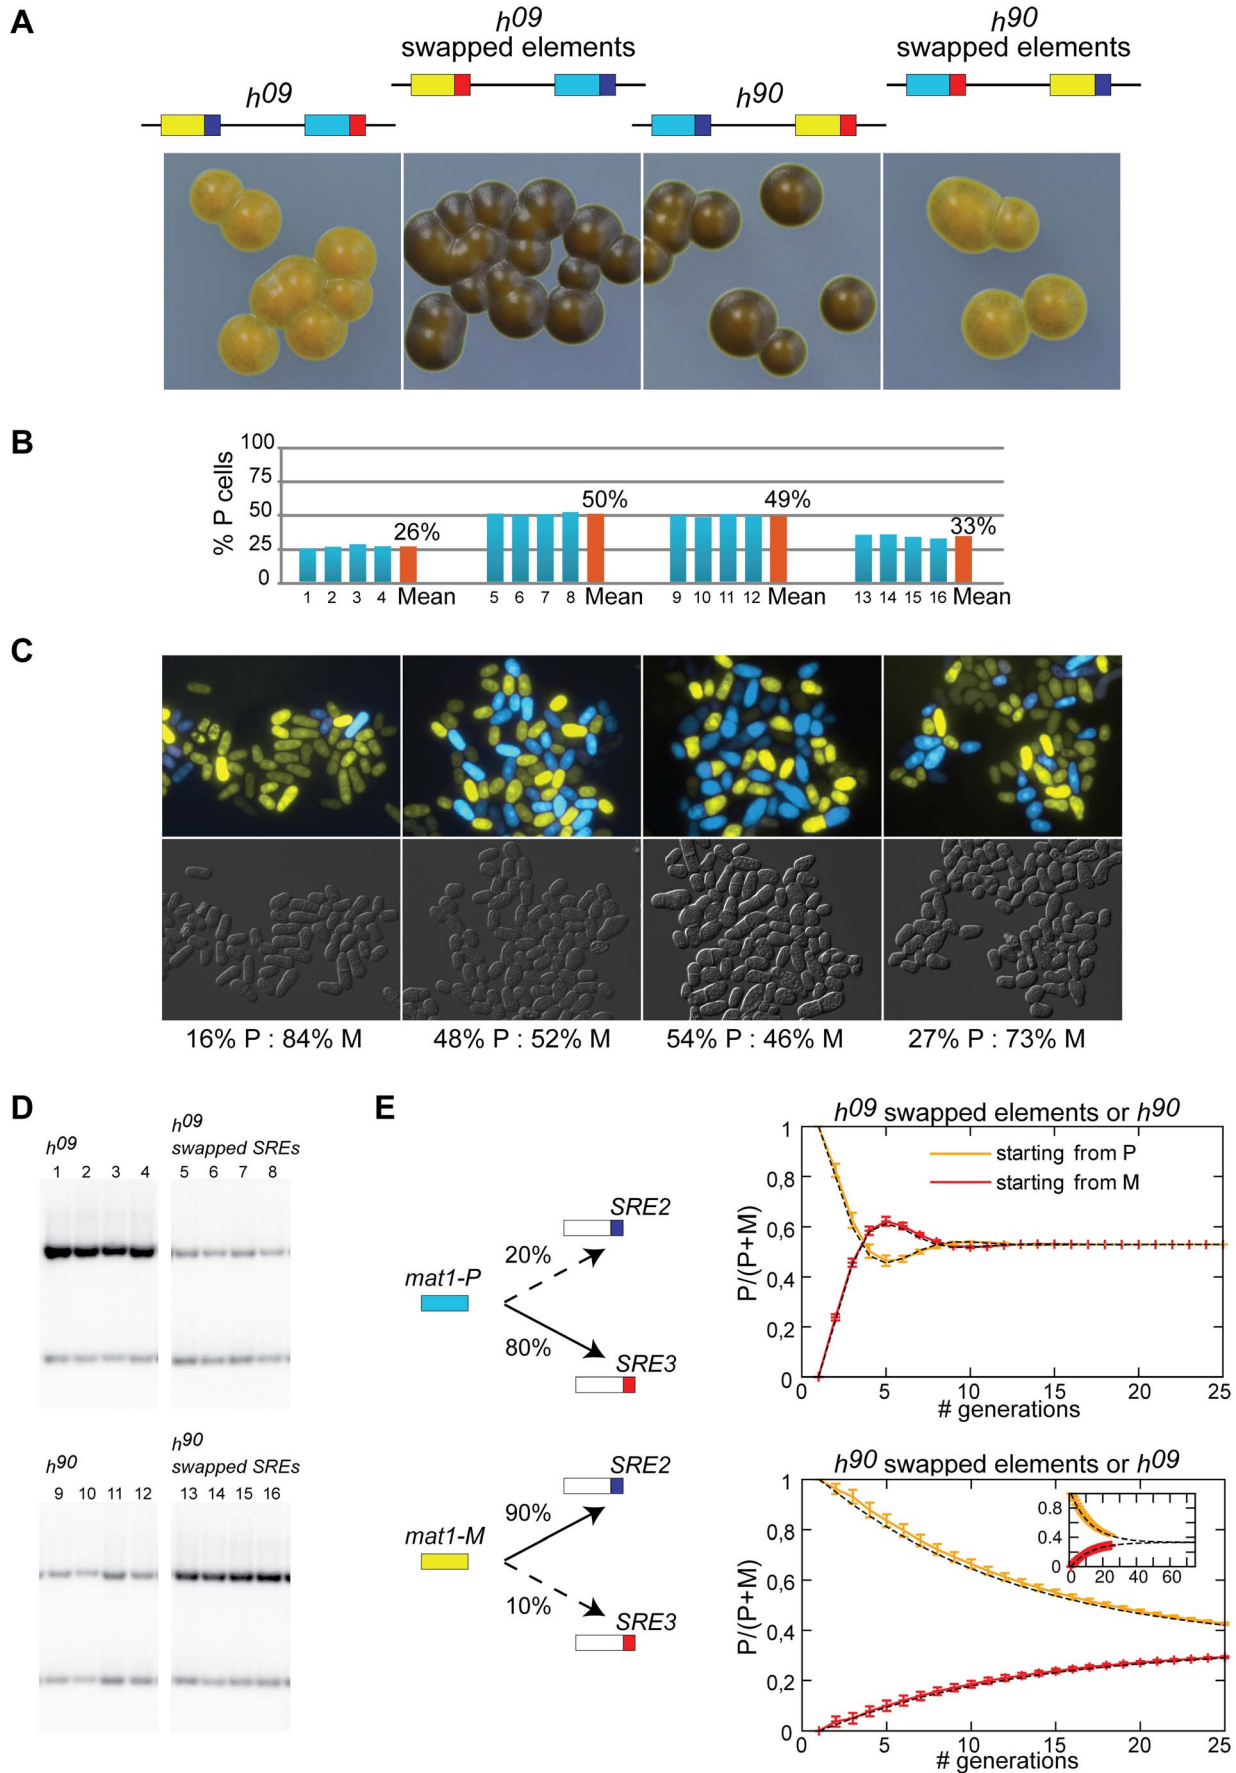 A
h09
swapped elements
h90
swapped elements
h09
h90
B
% P cells
100
75
50
25
0
26%
50%
49%
33%
1 2 3 4 Mean
5 6 7 8 Mean
9 10 11 12 Mean
13 14 15 16 Mean
C
16% P : 84% M
48% P : 52% M
54% P : 46% M
27% P : 73% M
D
h09
1 2 3 4
h09
swapped SREs
5 6 7 8
h90
9 10 11 12
h90
swapped SREs
13 14 15 16
E
mat1-P
20%
SRE2
80%
SRE3
mat1-M
90%
SRE2
10%
SRE3
h09 swapped elements or h90
starting from P
starting from M
P/(P+M)
1
0,8
0,6
0,4
0,2
0
0 5 10 15 20 25
# generations
h90 swapped elements or h09
P/(P+M)
1
0,8
0,6
0,4
0,2
0
0.8
0.4
0
0 20 40 60
0 5 10 15 20 25
# generations